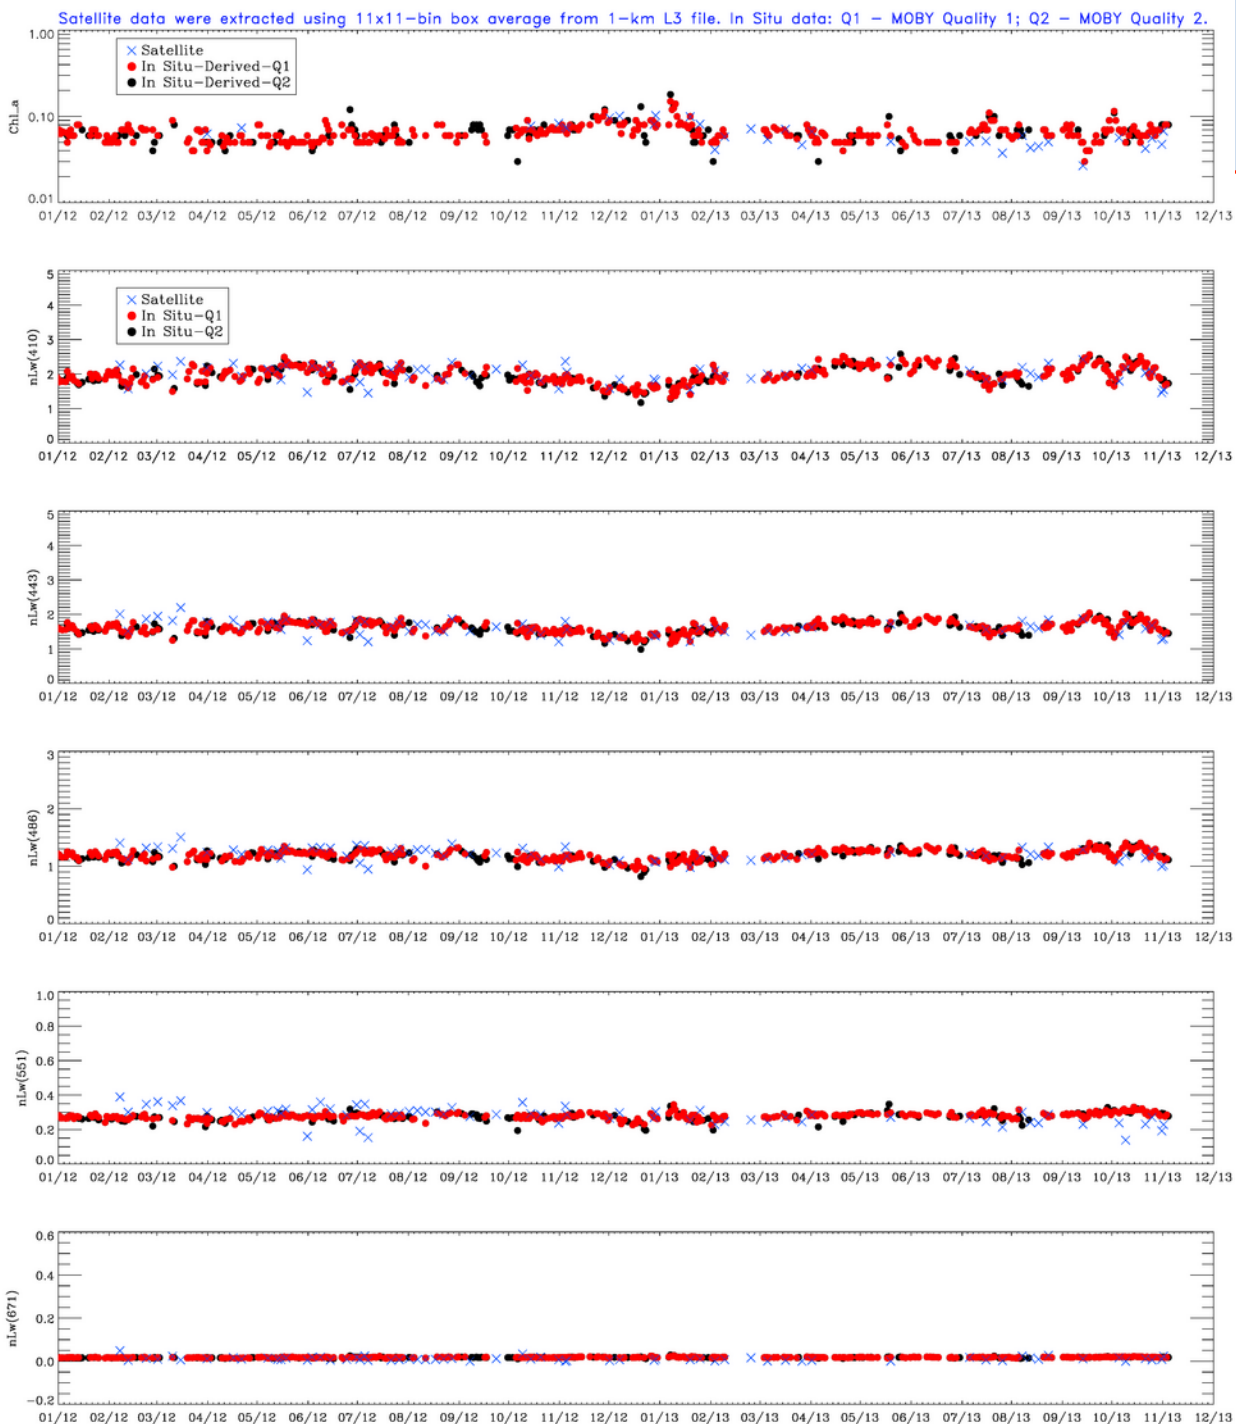 Satellite data were extracted using 11x11-bin box average from 1-km L3 file. In Situ data: Q1 - MOBY Quality 1; Q2 - MOBY Quality 2.
1.00
0.10
0.01
Chl_a
Satellite
In Situ-Derived-Q1
In Situ-Derived-Q2
01/12 02/12 03/12 04/12 05/12 06/12 07/12 08/12 09/12 10/12 11/12 12/12 01/13 02/13 03/13 04/13 05/13 06/13 07/13 08/13 09/13 10/13 11/13 12/13
5
4
3
2
1
0
nLw(410)
Satellite
In Situ-Q1
In Situ-Q2
01/12 02/12 03/12 04/12 05/12 06/12 07/12 08/12 09/12 10/12 11/12 12/12 01/13 02/13 03/13 04/13 05/13 06/13 07/13 08/13 09/13 10/13 11/13 12/13
5
4
3
2
1
0
nLw(443)
01/12 02/12 03/12 04/12 05/12 06/12 07/12 08/12 09/12 10/12 11/12 12/12 01/13 02/13 03/13 04/13 05/13 06/13 07/13 08/13 09/13 10/13 11/13 12/13
3
2
1
0
nLw(486)
01/12 02/12 03/12 04/12 05/12 06/12 07/12 08/12 09/12 10/12 11/12 12/12 01/13 02/13 03/13 04/13 05/13 06/13 07/13 08/13 09/13 10/13 11/13 12/13
1.0
0.8
0.6
0.4
0.2
0.0
nLw(551)
01/12 02/12 03/12 04/12 05/12 06/12 07/12 08/12 09/12 10/12 11/12 12/12 01/13 02/13 03/13 04/13 05/13 06/13 07/13 08/13 09/13 10/13 11/13 12/13
0.6
0.4
0.2
0.0
-0.2
nLw(671)
01/12 02/12 03/12 04/12 05/12 06/12 07/12 08/12 09/12 10/12 11/12 12/12 01/13 02/13 03/13 04/13 05/13 06/13 07/13 08/13 09/13 10/13 11/13 12/13